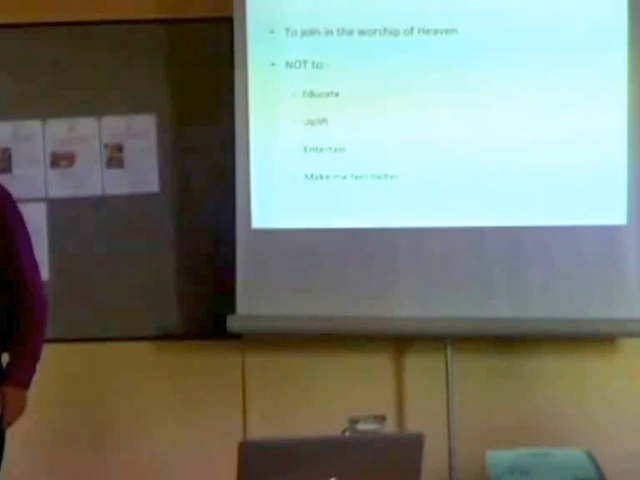 • To join in the worship of Heaven
• NOT to -
- Educate
- Uplift
- Entertain
- Make me feel better